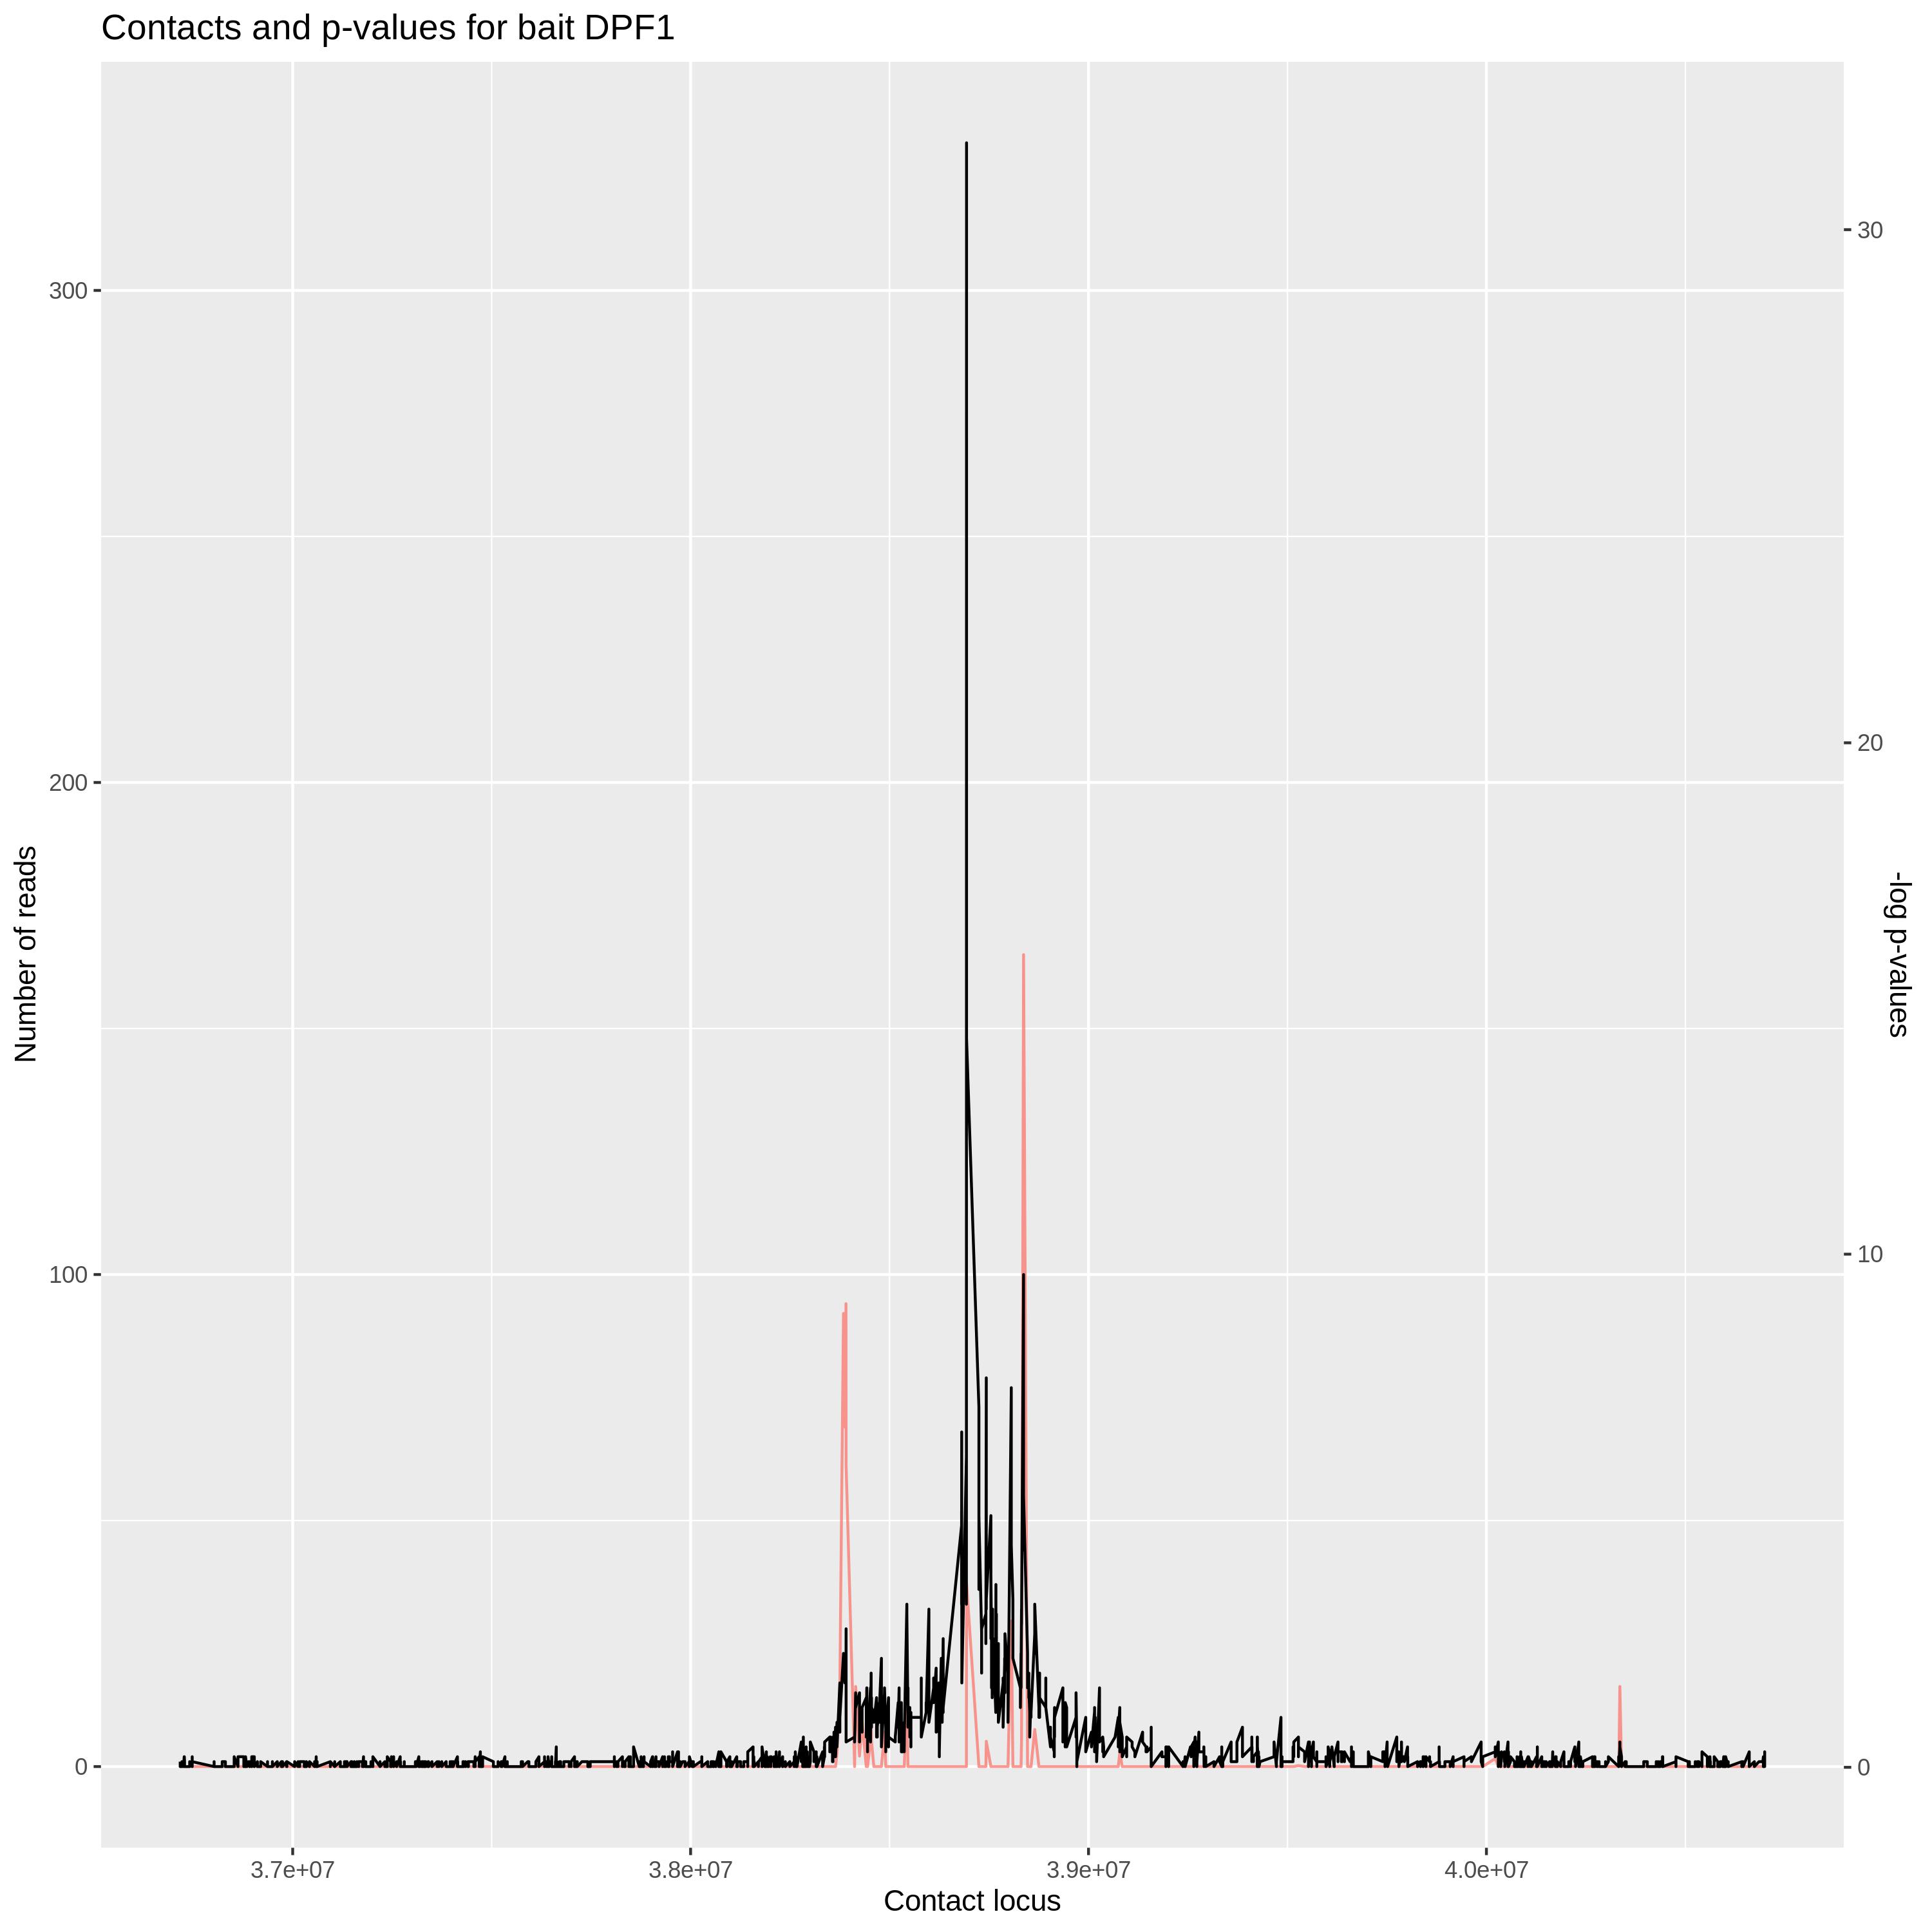 Contacts and p-values for bait DPF1
Number of reads
300
200
100
0
30
20
10
0
-log p-values
3.7e+07
3.8e+07
3.9e+07
4.0e+07
Contact locus